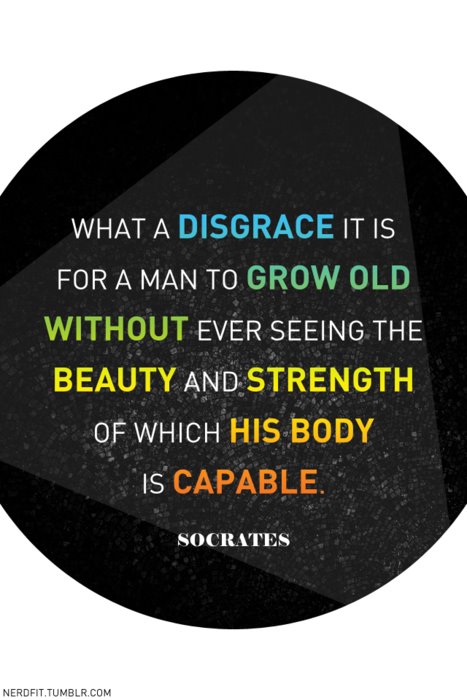 WHAT A DISGRACE IT IS
FOR A MAN TO GROW OLD
WITHOUT EVER SEEING THE
BEAUTY AND STRENGTH
OF WHICH HIS BODY
IS CAPABLE.
SOCRATES
NERDFIT.TUMBLR.COM